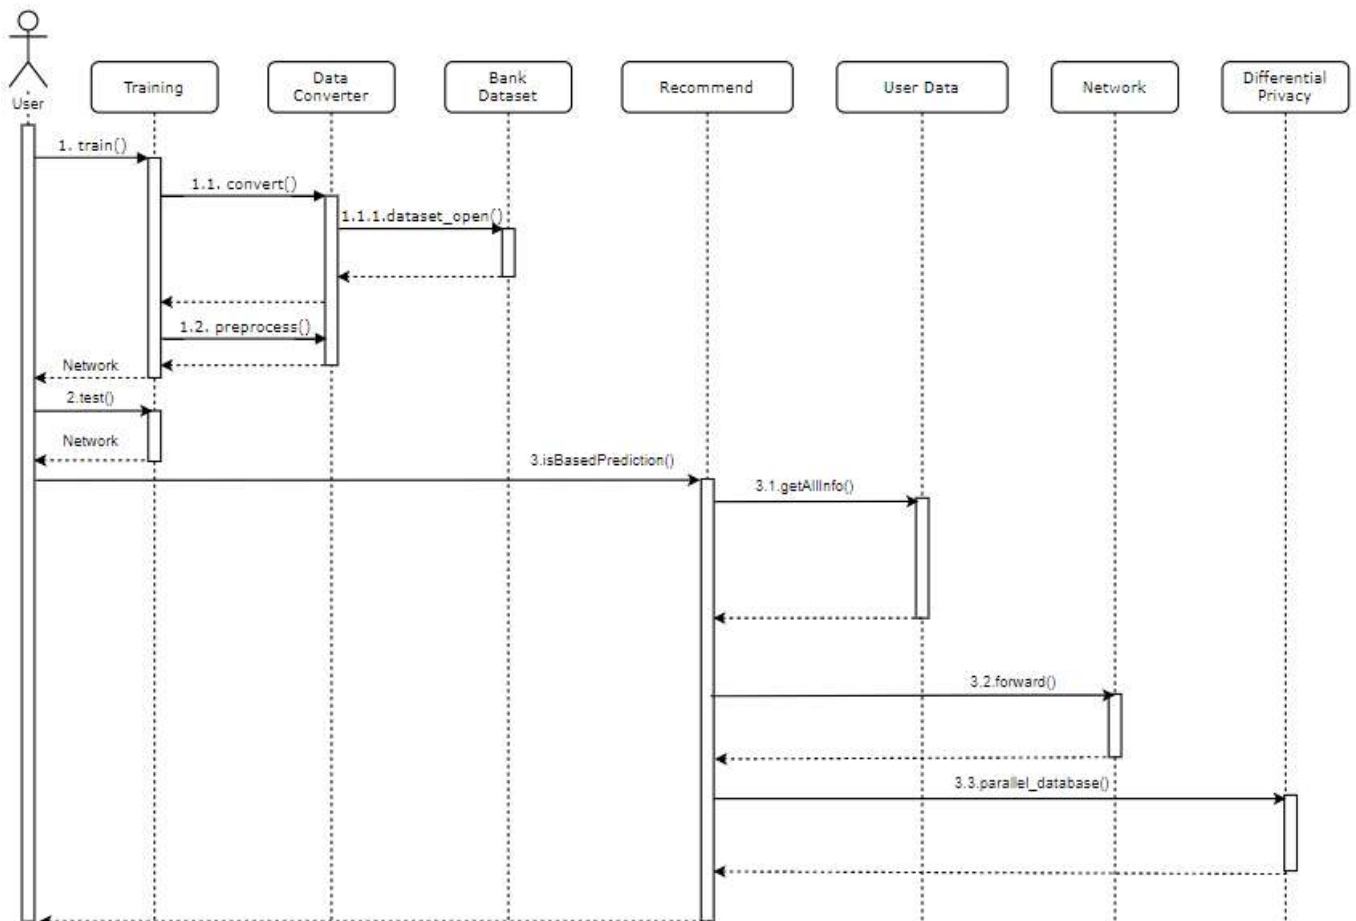 User
Training
Data
Converter
Bank
Dataset
Recommend
User Data
Network
Differential
Privacy
1. train()
1.1. convert()
1.1.1.dataset_open()
1.2. preprocess()
Network
2.test()
Network
3.isBasedPrediction()
3.1.getAllInfo()
3.2.forward()
3.3.parallel_database()